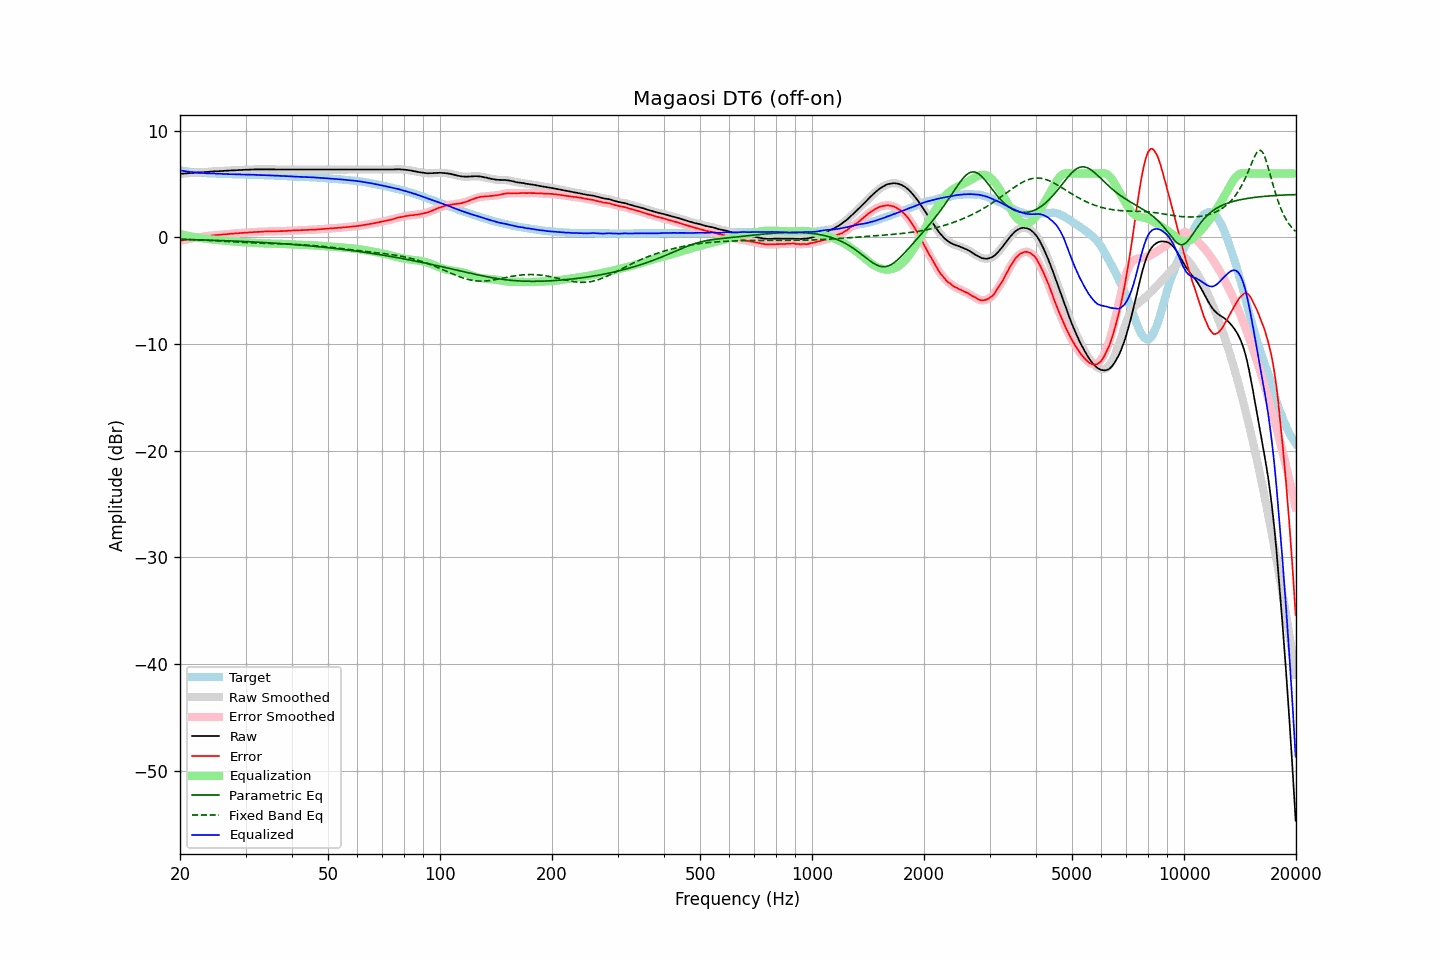 Magaosi DT6 (off-on)
10
0
−10
−20
−30
−40
−50
Amplitude (dBr)
20
50
100
200
500
1000
2000
5000
10000
20000
Frequency (Hz)
Target
Raw Smoothed
Error Smoothed
Raw
Error
Equalization
Parametric Eq
Fixed Band Eq
Equalized